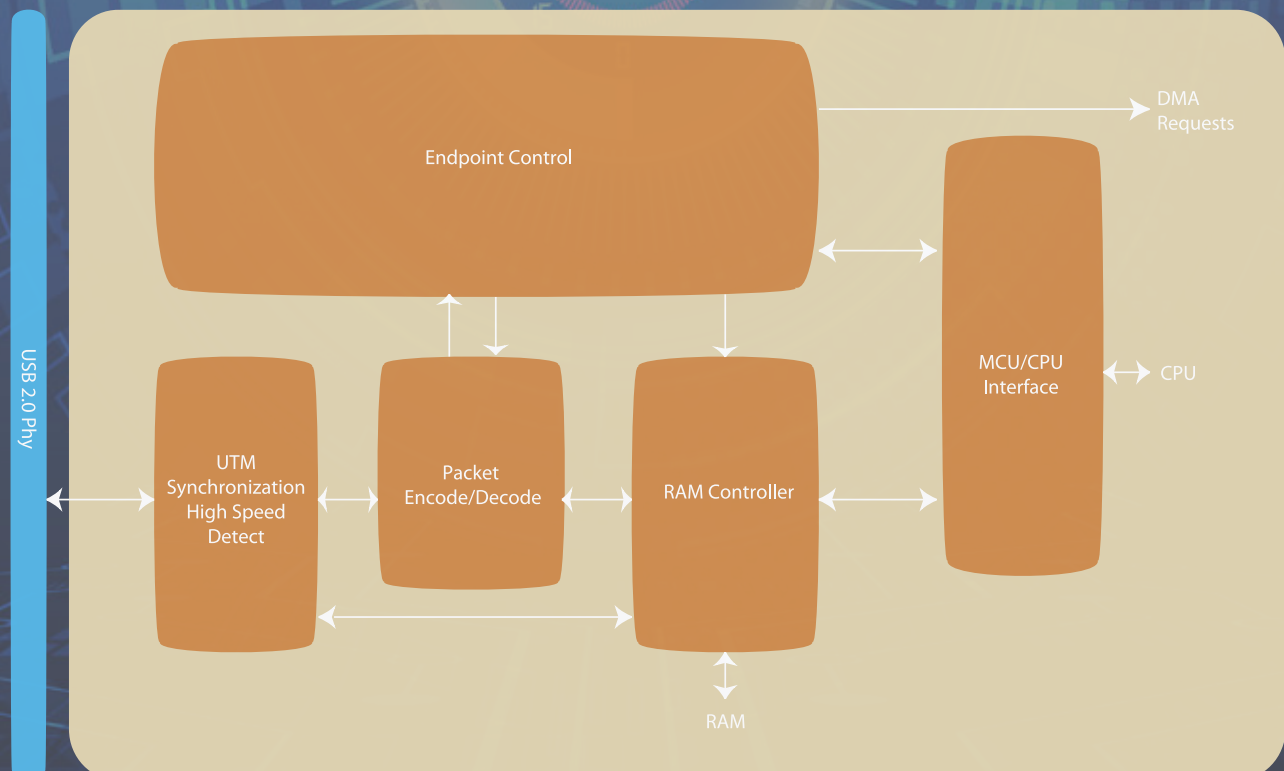 DMA
Requests
Endpoint Control
USB 2.0 Phy
MCU/CPU
Interface
CPU
UTM
Synchronization
High Speed
Detect
Packet
Encode/Decode
RAM Controller
RAM